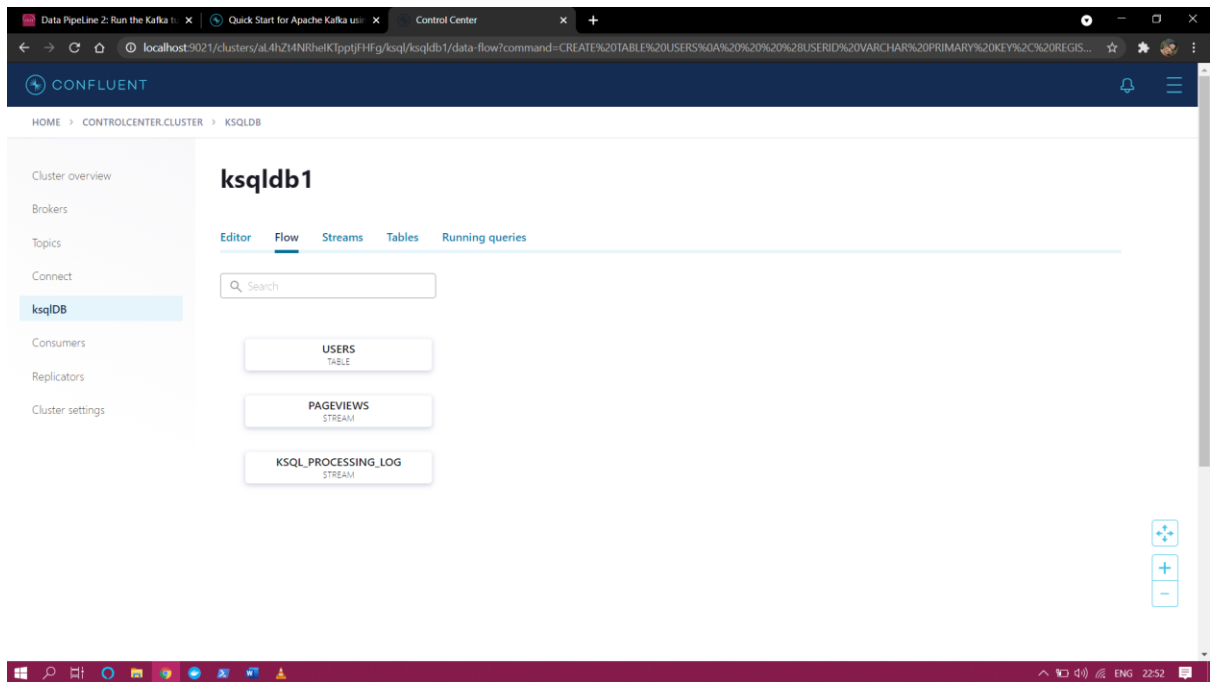 Data PipeLine 2: Run the Kafka tu
Quick Start for Apache Kafka usin
Control Center
localhost:9021/clusters/aL4hZt4NRheIKTpptjFHFg/ksql/ksqldb1/data-flow?command=CREATE%20TABLE%20USERS%0A%20%20%20%28USERID%20VARCHAR%20PRIMARY%20KEY%2C%20REGIS...
CONFLUENT
HOME > CONTROLCENTER.CLUSTER > KSQLDB
Cluster overview
Brokers
Topics
Connect
ksqlDB
Consumers
Replicators
Cluster settings
ksqldb1
Editor Flow Streams Tables Running queries
Search
USERS
TABLE
PAGEVIEWS
STREAM
KSQL_PROCESSING_LOG
STREAM
ENG 22:52